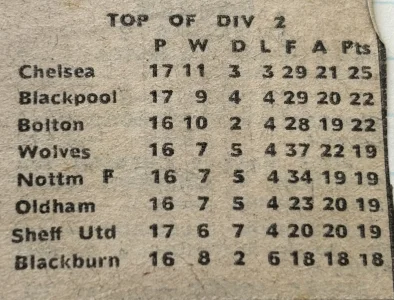 TOP OF DIV 2
P W D L F A Pts
Chelsea 17 11 3 3 29 21 25
Blackpool 17 9 4 4 29 20 22
Bolton 16 10 2 4 28 19 22
Wolves 16 7 5 4 37 22 19
Nottm F 16 7 5 4 34 19 19
Oldham 16 7 5 4 23 20 19
Sheff Utd 17 6 7 4 20 20 19
Blackburn 16 8 2 6 18 18 18